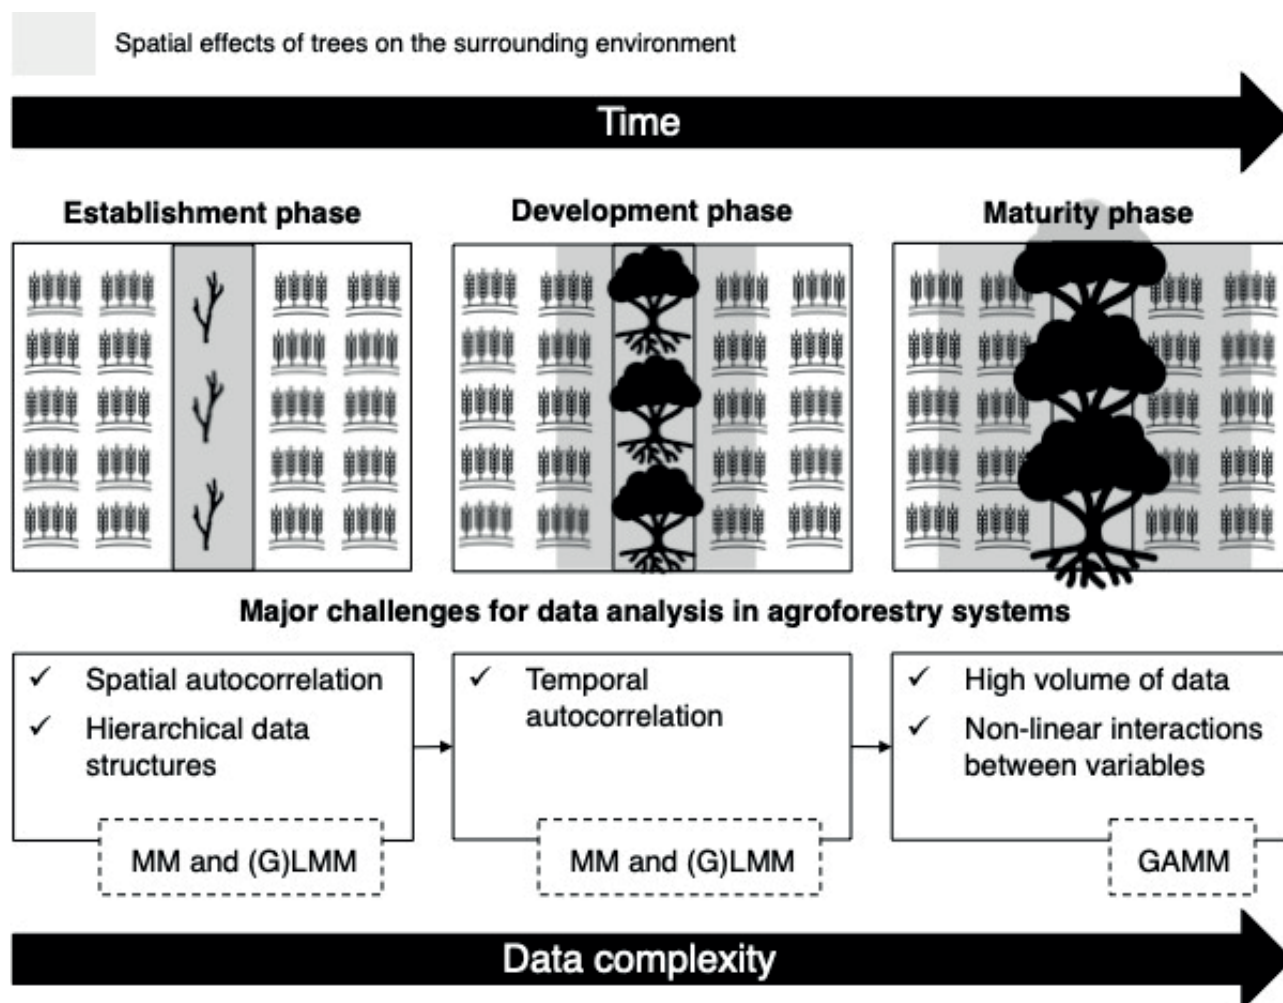 Spatial effects of trees on the surrounding environment
Time
Establishment phase
Development phase
Maturity phase
Major challenges for data analysis in agroforestry systems
✓ Spatial autocorrelation
✓ Hierarchical data
structures
MM and (G)LMM
✓ Temporal
autocorrelation
MM and (G)LMM
✓ High volume of data
✓ Non-linear interactions
between variables
GAMM
Data complexity